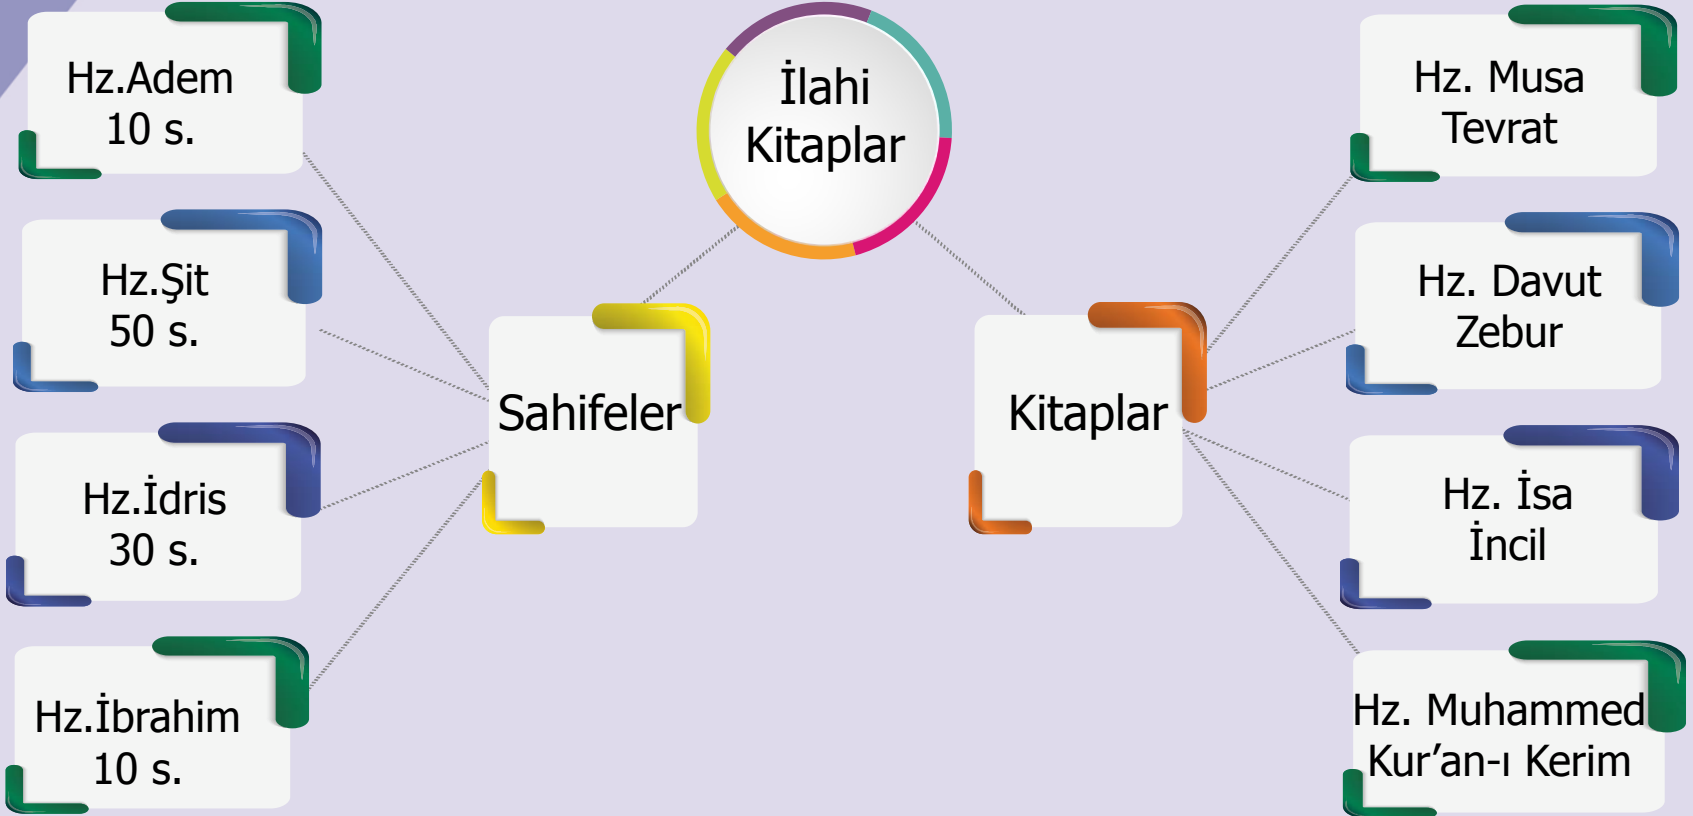 İlahi
Kitaplar
Sahifeler
Hz.Adem
10 s.
Hz.Şit
50 s.
Hz.İdris
30 s.
Hz.İbrahim
10 s.
Kitaplar
Hz. Musa
Tevrat
Hz. Davut
Zebur
Hz. İsa
İncil
Hz. Muhammed
Kur’an-ı Kerim